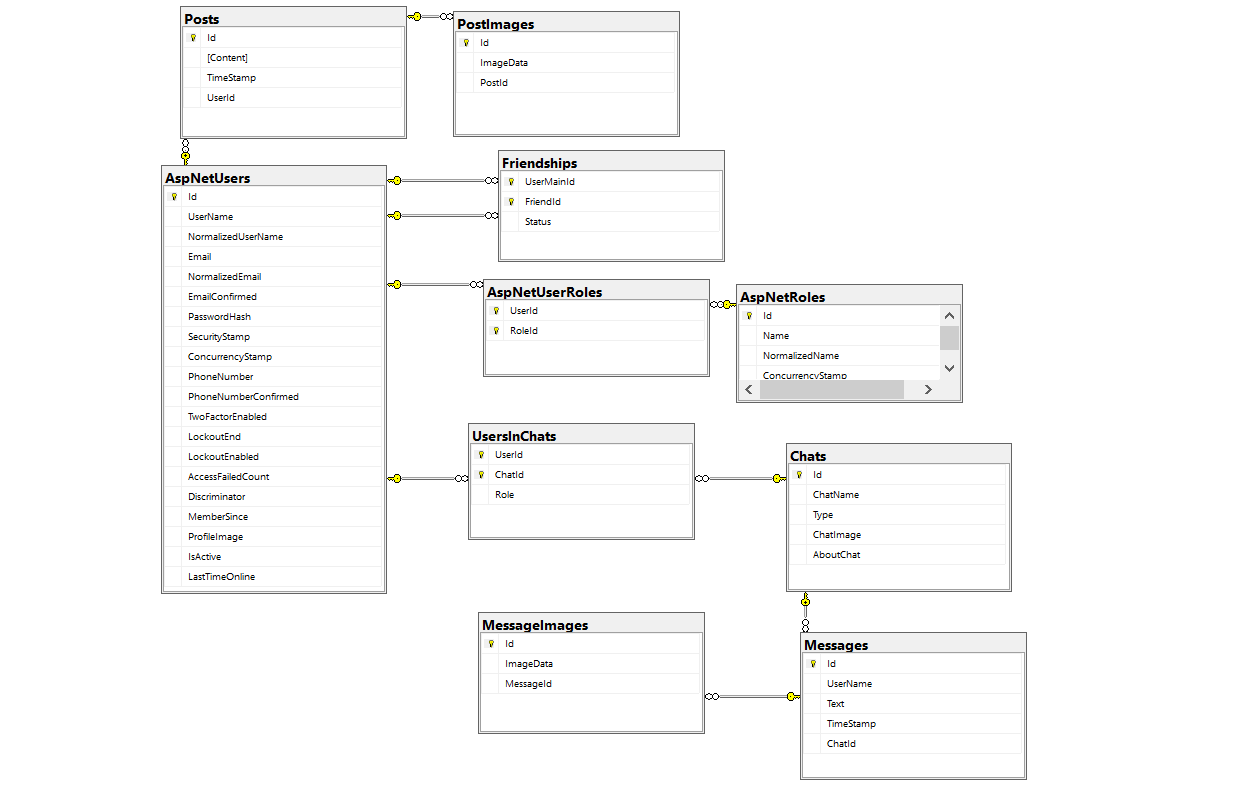 Posts
Id
[Content]
TimeStamp
UserId
PostImages
Id
ImageData
PostId
AspNetUsers
Id
UserName
NormalizedUserName
Email
NormalizedEmail
EmailConfirmed
PasswordHash
SecurityStamp
ConcurrencyStamp
PhoneNumber
PhoneNumberConfirmed
TwoFactorEnabled
LockoutEnd
LockoutEnabled
AccessFailedCount
Discriminator
MemberSince
ProfileImage
IsActive
LastTimeOnline
Friendships
UserMainId
FriendId
Status
AspNetUserRoles
UserId
RoleId
AspNetRoles
Id
Name
NormalizedName
ConcurrencyStamp
UsersInChats
UserId
ChatId
Role
Chats
Id
ChatName
Type
ChatImage
AboutChat
MessageImages
Id
ImageData
MessageId
Messages
Id
UserName
Text
TimeStamp
ChatId